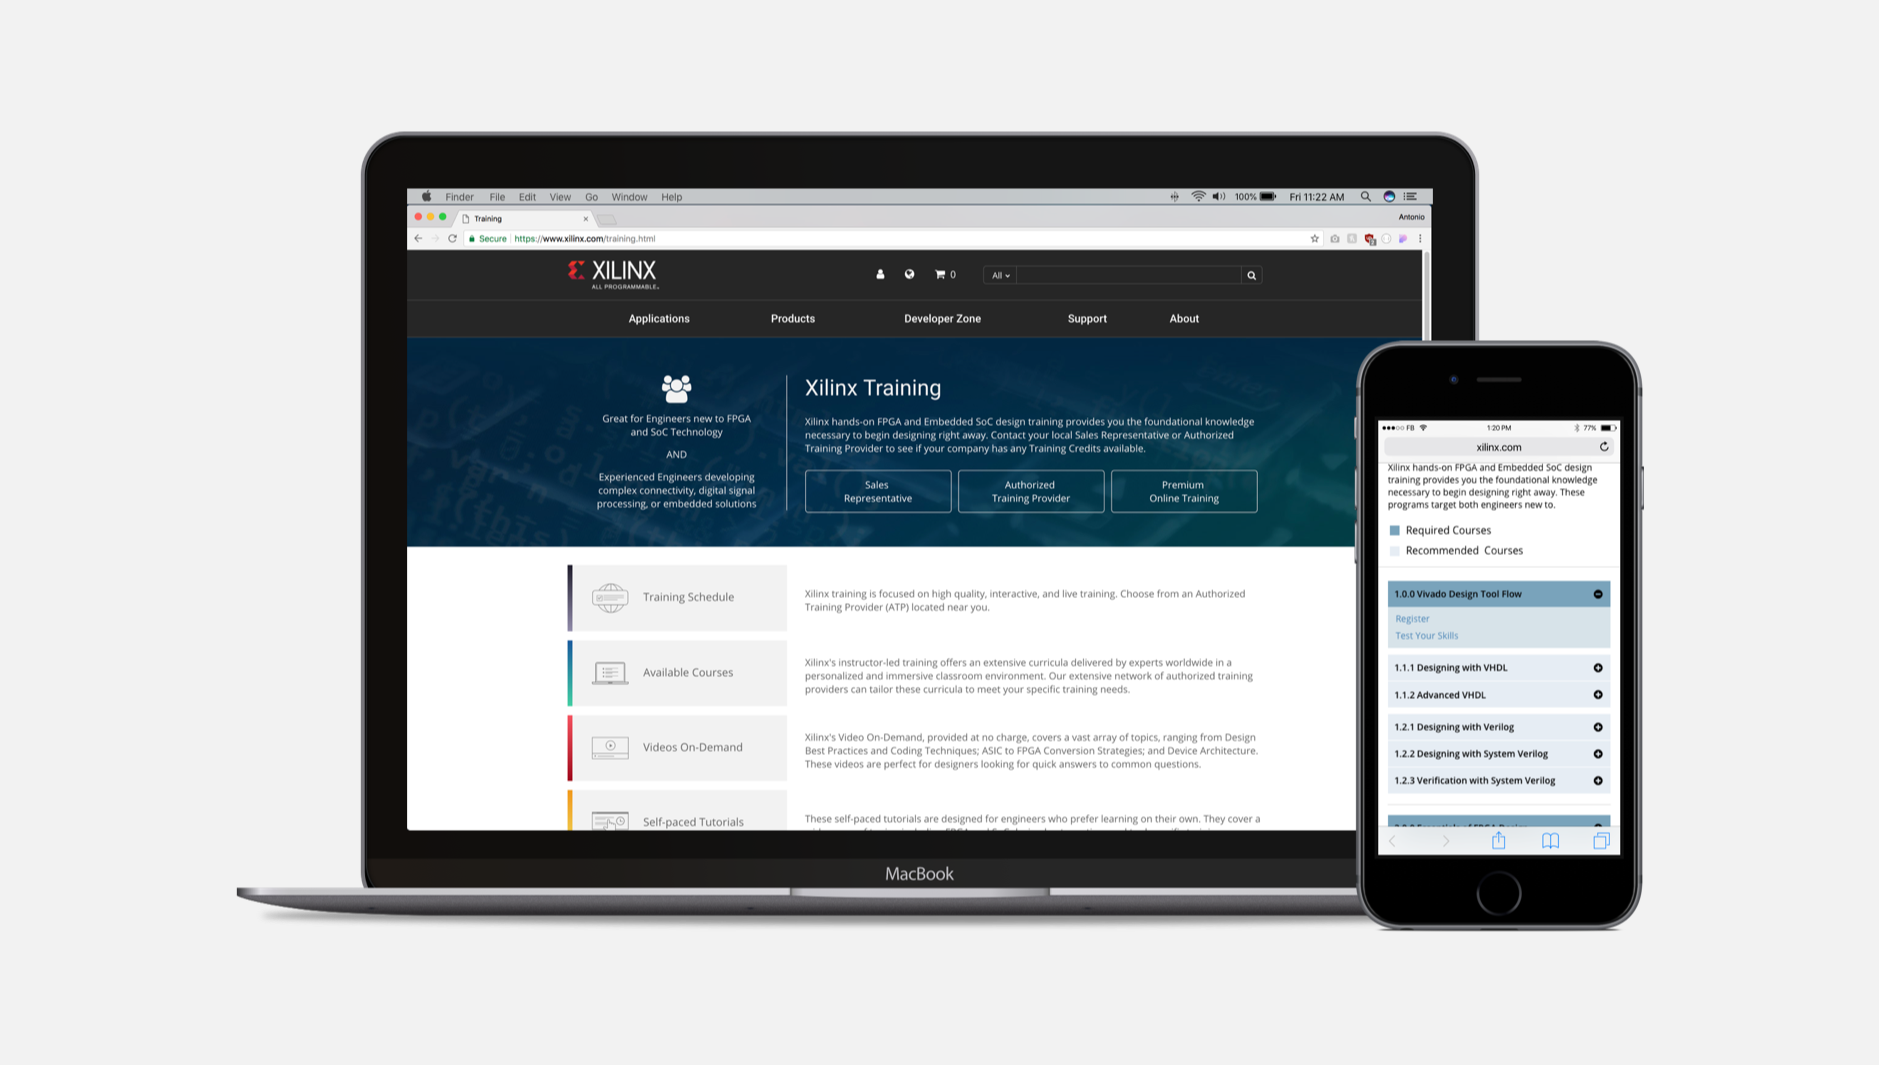 Finder File Edit View Go Window Help
100% Fri 11:22 AM
Training
Antonio
Secure https://www.xilinx.com/training.html
XILINX
ALL PROGRAMMABLE.
0
All
Applications Products Developer Zone Support About
Great for Engineers new to FPGA
and SoC Technology
AND
Experienced Engineers developing
complex connectivity, digital signal
processing, or embedded solutions
Xilinx Training
Xilinx hands-on FPGA and Embedded SoC design training provides you the foundational knowledge
necessary to begin designing right away. Contact your local Sales Representative or Authorized
Training Provider to see if your company has any Training Credits available.
Sales
Representative
Authorized
Training Provider
Premium
Online Training
Training Schedule
Xilinx training is focused on high quality, interactive, and live training. Choose from an Authorized
Training Provider (ATP) located near you.
Available Courses
Xilinx's instructor-led training offers an extensive curricula delivered by experts worldwide in a
personalized and immersive classroom environment. Our extensive network of authorized training
providers can tailor these curricula to meet your specific training needs.
Videos On-Demand
Xilinx's Video On-Demand, provided at no charge, covers a vast array of topics, ranging from Design
Best Practices and Coding Techniques; ASIC to FPGA Conversion Strategies; and Device Architecture.
These videos are perfect for designers looking for quick answers to common questions.
Self-paced Tutorials
These self-paced tutorials are designed for engineers who prefer learning on their own. They cover a
MacBook
FB 1:20 PM 77%
xilinx.com
Xilinx hands-on FPGA and Embedded SoC design
training provides you the foundational knowledge
necessary to begin designing right away. These
programs target both engineers new to.
Required Courses
Recommended Courses
1.0.0 Vivado Design Tool Flow
Register
Test Your Skills
1.1.1 Designing with VHDL
1.1.2 Advanced VHDL
1.2.1 Designing with Verilog
1.2.2 Designing with System Verilog
1.2.3 Verification with System Verilog